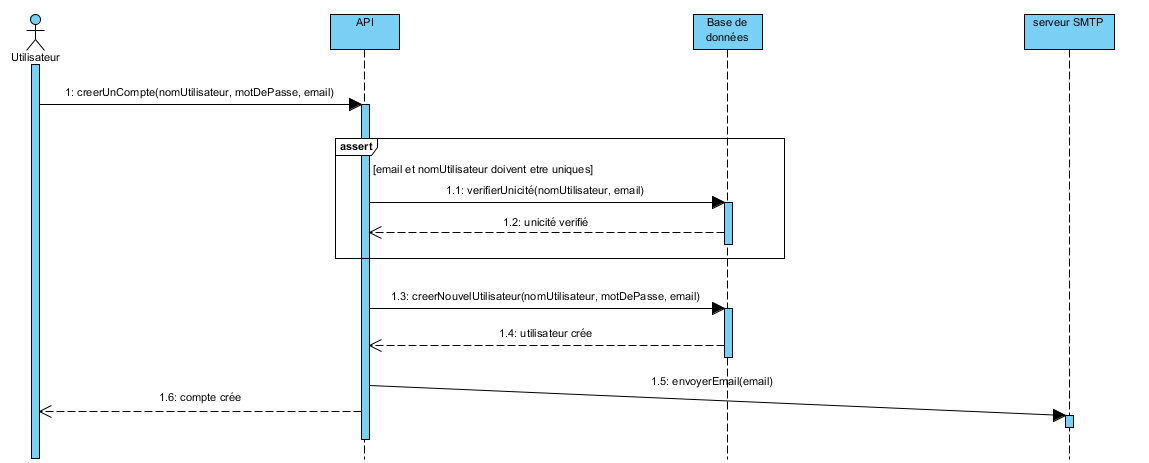 Utilisateur
API
Base de
données
serveur SMTP
1: creerUnCompte(nomUtilisateur, motDePasse, email)
assert
[email et nomUtilisateur doivent etre uniques]
1.1: verifierUnicité(nomUtilisateur, email)
1.2: unicité verifié
1.3: creerNouvelUtilisateur(nomUtilisateur, motDePasse, email)
1.4: utilisateur crée
1.5: envoyerEmail(email)
1.6: compte crée